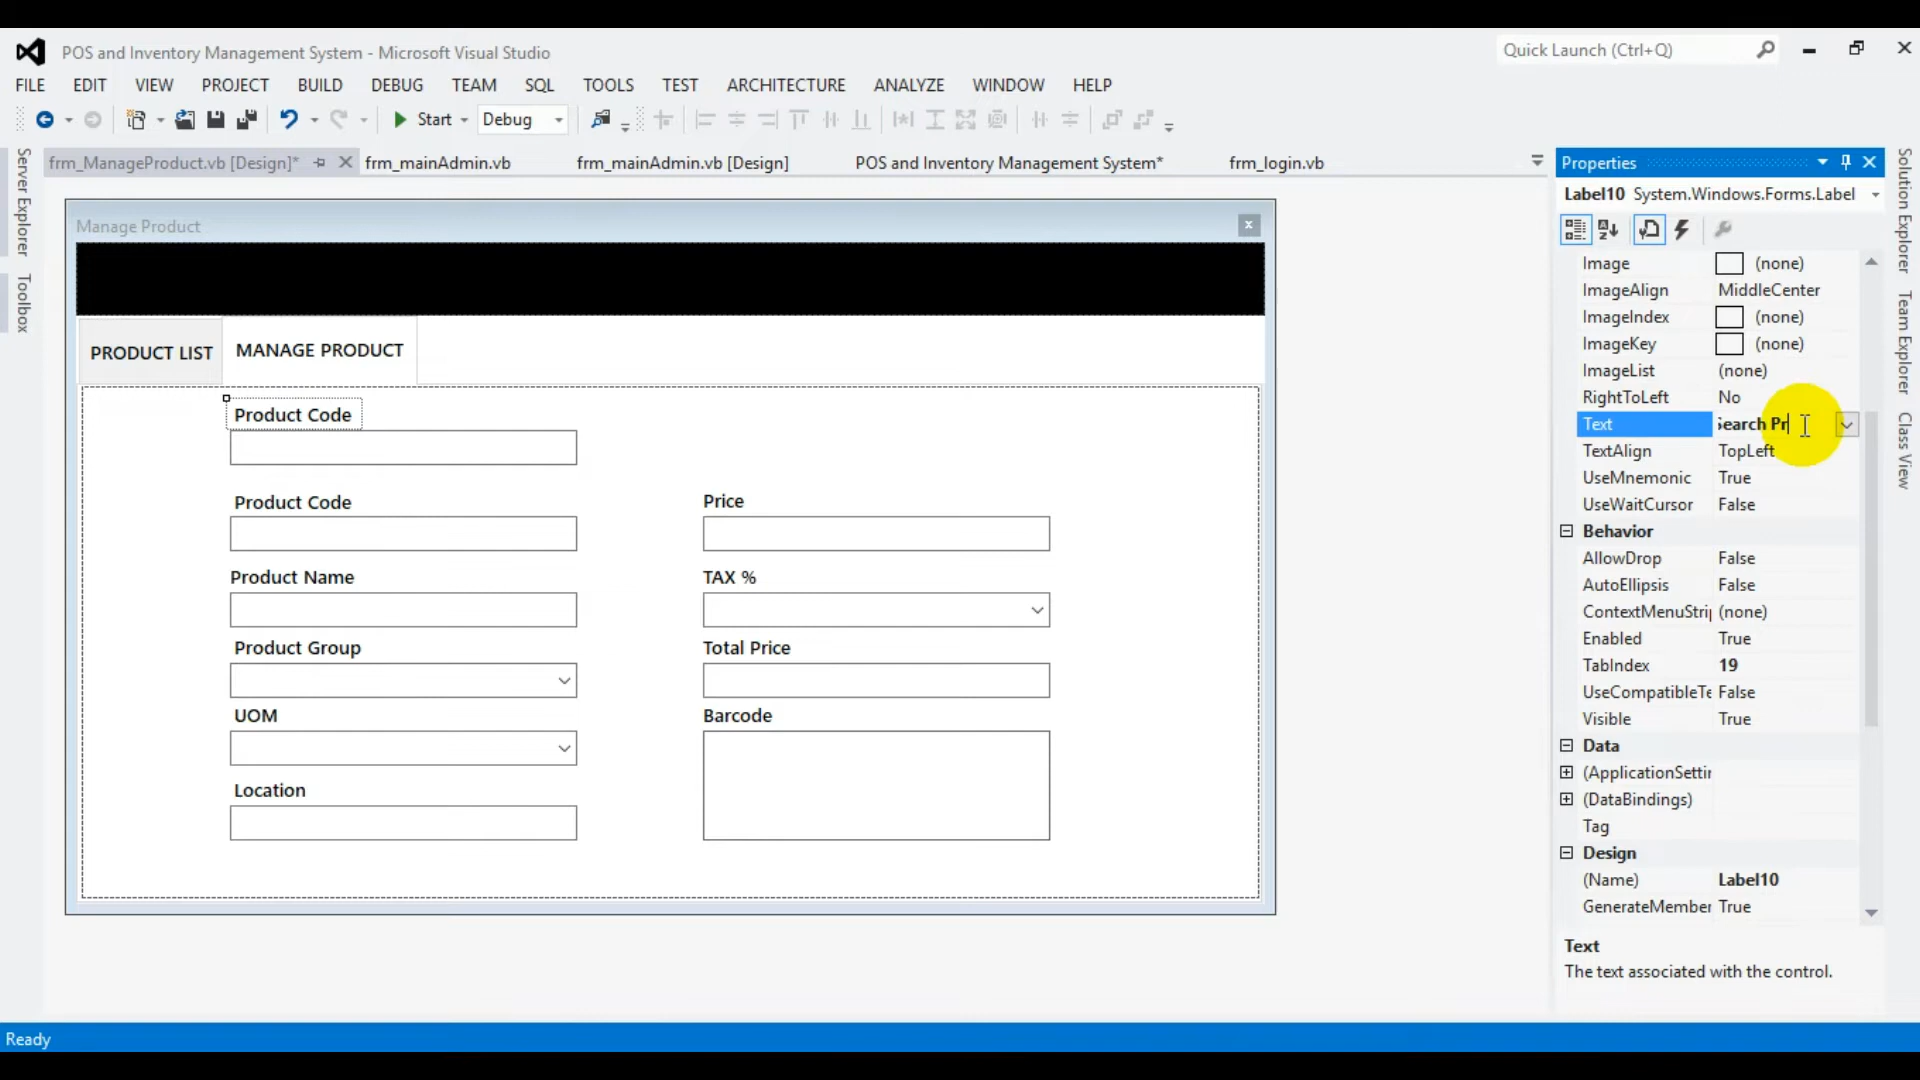 POS and Inventory Management System - Microsoft Visual Studio
Quick Launch (Ctrl+Q)
FILE EDIT VIEW PROJECT BUILD DEBUG TEAM SQL TOOLS TEST ARCHITECTURE ANALYZE WINDOW HELP
Start Debug
frm_ManageProduct.vb [Design]* frm_mainAdmin.vb frm_mainAdmin.vb [Design] POS and Inventory Management System* frm_login.vb
Server Explorer
Toolbox
Manage Product
PRODUCT LIST MANAGE PRODUCT
Product Code
Product Code
Price
Product Name
TAX %
Product Group
Total Price
UOM
Barcode
Location
Properties
Label10 System.Windows.Forms.Label
Image (none)
ImageAlign MiddleCenter
ImageIndex (none)
ImageKey (none)
ImageList (none)
RightToLeft No
Text Search Pr
TextAlign TopLeft
UseMnemonic True
UseWaitCursor False
Behavior
AllowDrop False
AutoEllipsis False
ContextMenuStrip (none)
Enabled True
TabIndex 19
UseCompatibleTe False
Visible True
Data
(ApplicationSettin
(DataBindings)
Tag
Design
(Name) Label10
GenerateMember True
Text
The text associated with the control.
Solution Explorer
Team Explorer
Class View
Ready